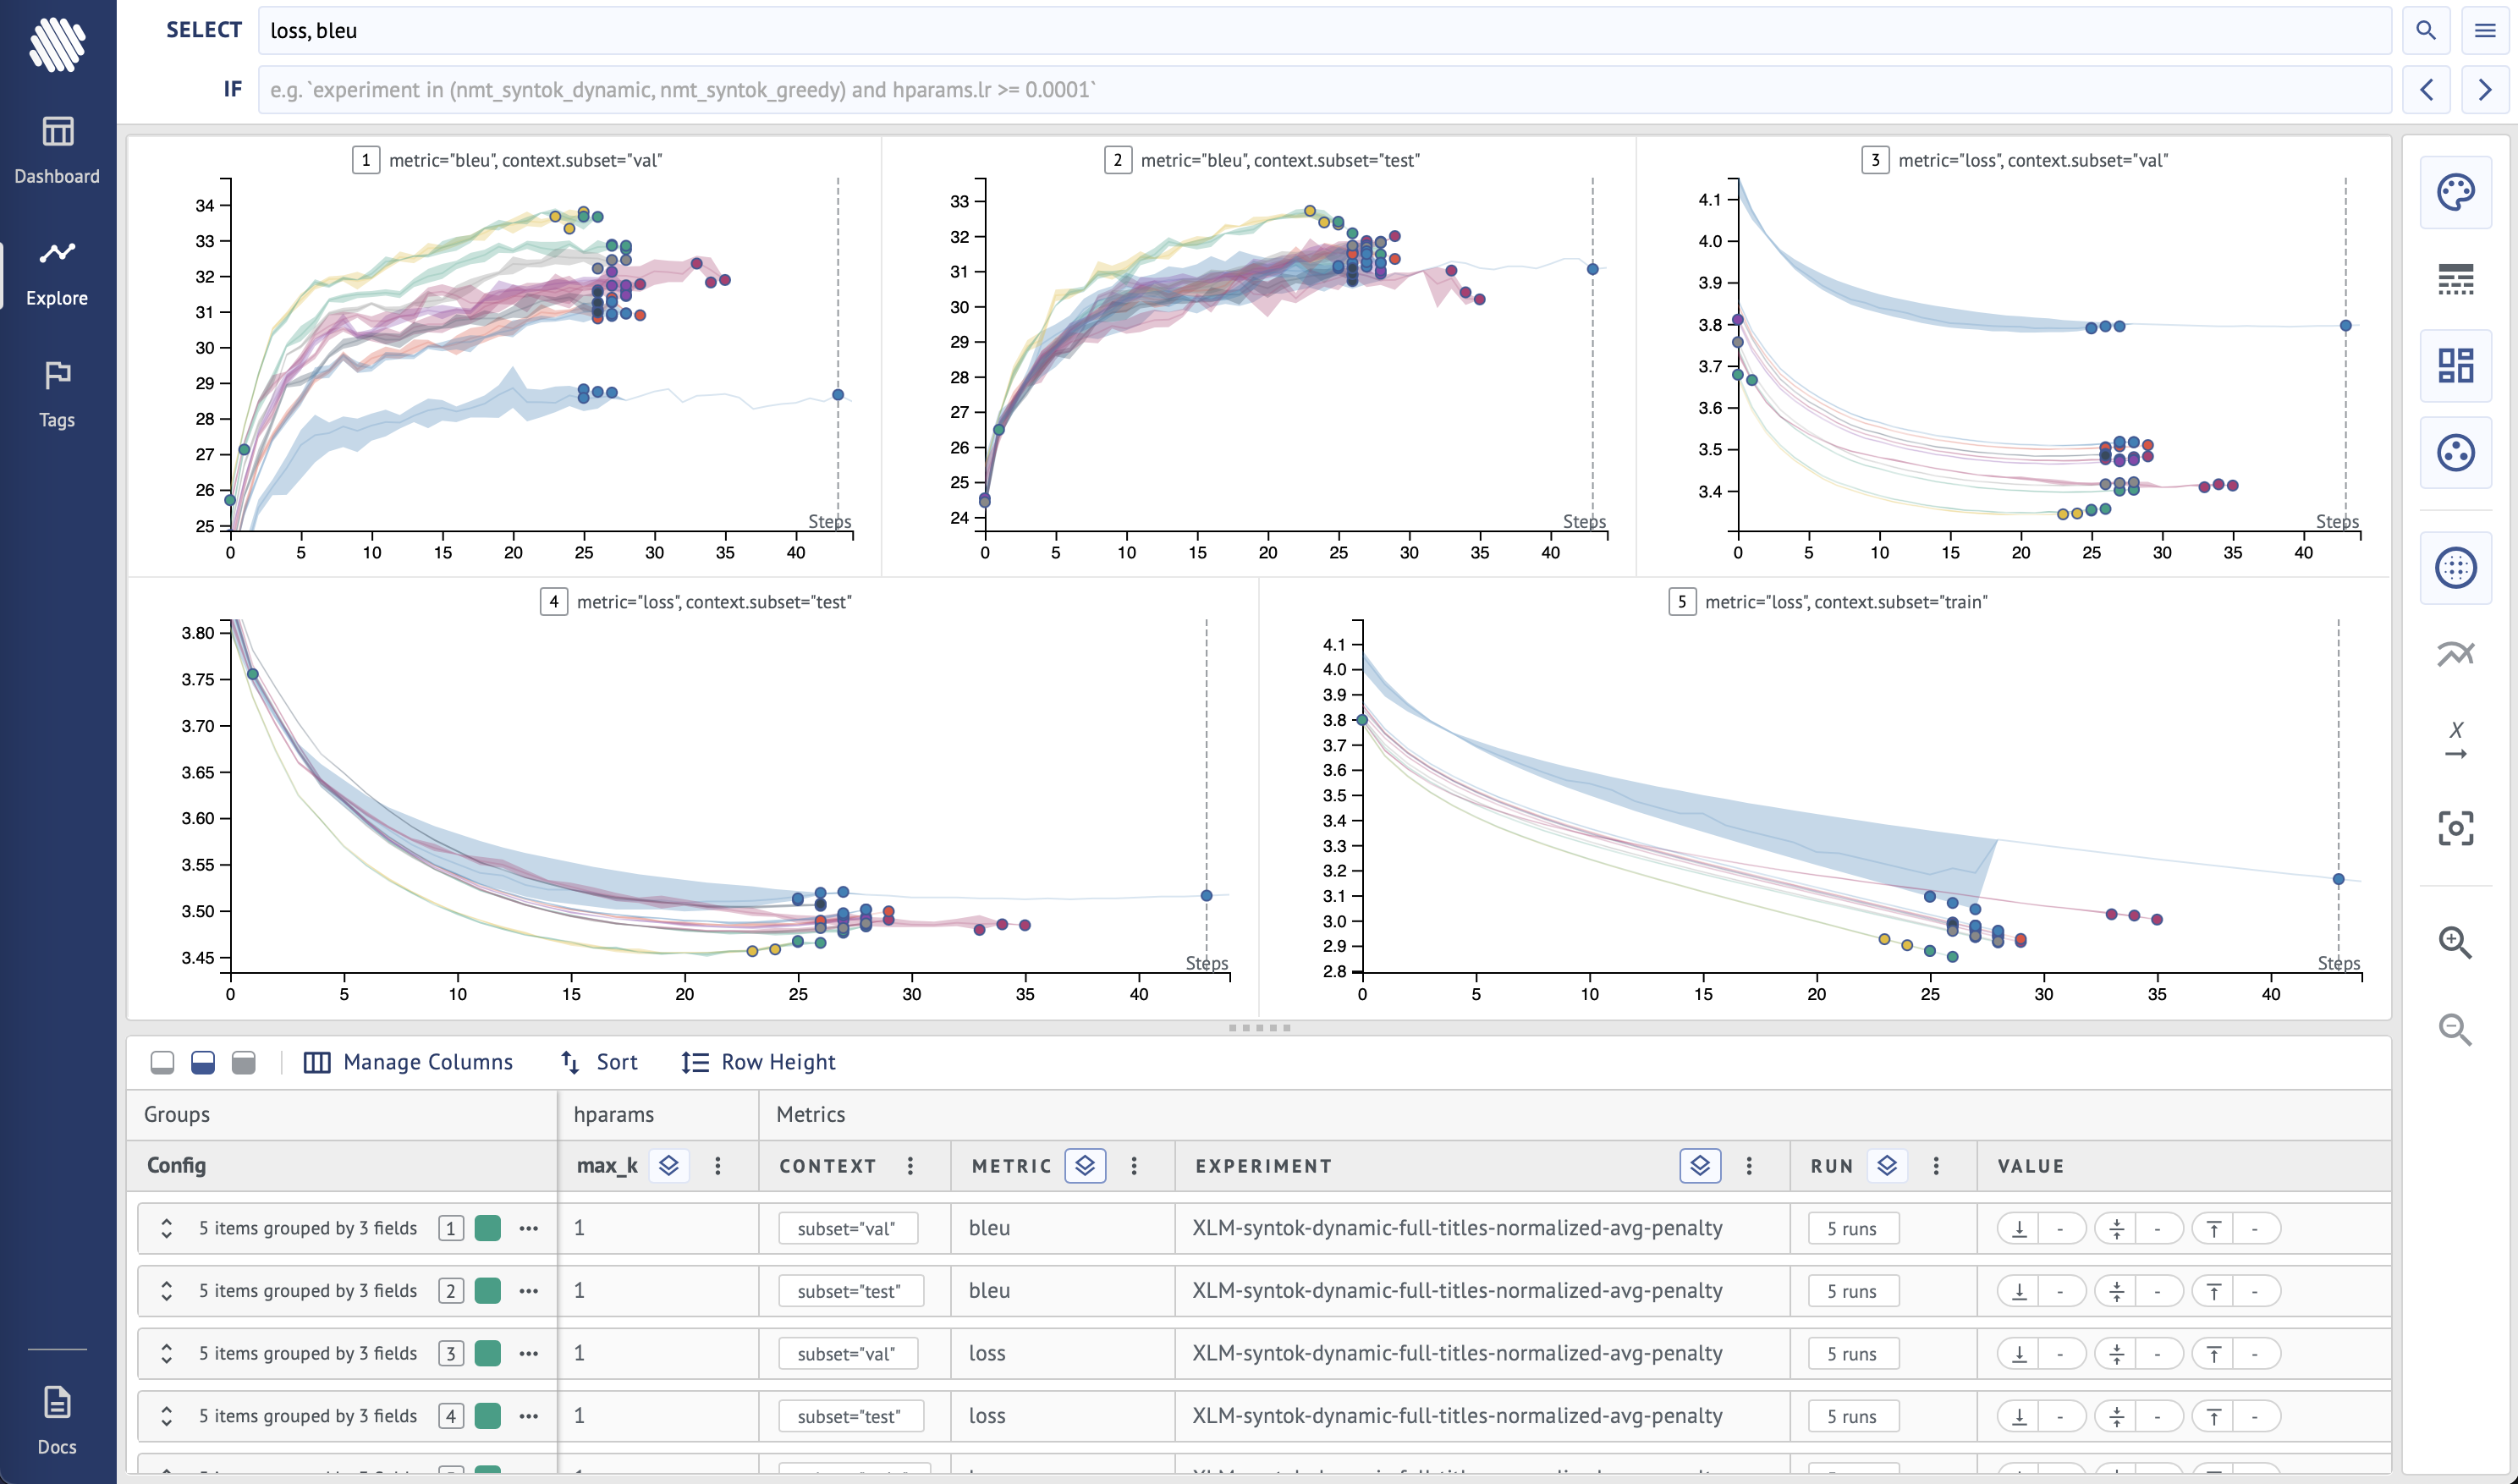 SELECT loss, bleu
IF e.g. `experiment in (nmt_syntok_dynamic, nmt_syntok_greedy) and hparams.lr >= 0.0001`
Dashboard
Explore
Tags
Docs
1 metric="bleu", context.subset="val"
34
33
32
31
30
29
28
27
26
25
Steps
0 5 10 15 20 25 30 35 40
2 metric="bleu", context.subset="test"
33
32
31
30
29
28
27
26
25
24
Steps
0 5 10 15 20 25 30 35 40
3 metric="loss", context.subset="val"
4.1
4.0
3.9
3.8
3.7
3.6
3.5
3.4
Steps
0 5 10 15 20 25 30 35 40
4 metric="loss", context.subset="test"
3.80
3.75
3.70
3.65
3.60
3.55
3.50
3.45
Steps
0 5 10 15 20 25 30 35 40
5 metric="loss", context.subset="train"
4.1
4.0
3.9
3.8
3.7
3.6
3.5
3.4
3.3
3.2
3.1
3.0
2.9
2.8
Steps
0 5 10 15 20 25 30 35 40
X
Manage Columns Sort Row Height
Groups hparams Metrics
Config max_k CONTEXT METRIC EXPERIMENT RUN VALUE
5 items grouped by 3 fields 1 ... 1 subset="val" bleu XLM-syntok-dynamic-full-titles-normalized-avg-penalty 5 runs - - -
5 items grouped by 3 fields 2 ... 1 subset="test" bleu XLM-syntok-dynamic-full-titles-normalized-avg-penalty 5 runs - - -
5 items grouped by 3 fields 3 ... 1 subset="val" loss XLM-syntok-dynamic-full-titles-normalized-avg-penalty 5 runs - - -
5 items grouped by 3 fields 4 ... 1 subset="test" loss XLM-syntok-dynamic-full-titles-normalized-avg-penalty 5 runs - - -